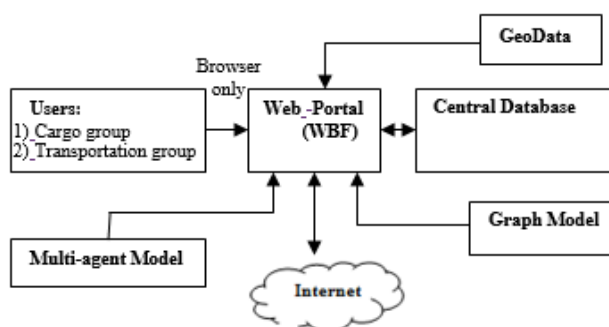 GeoData
Browser
only
Users:
1)_Cargo group
2)_Transportation group
Web_-Portal
(WBF)
Central Database
Multi-agent Model
Graph Model
Internet